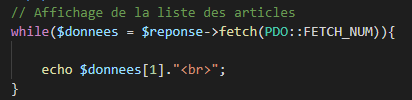 // Affichage de la liste des articles
while($donnees = $reponse->fetch(PDO::FETCH_NUM)){
echo $donnees[1]."<br>";
}